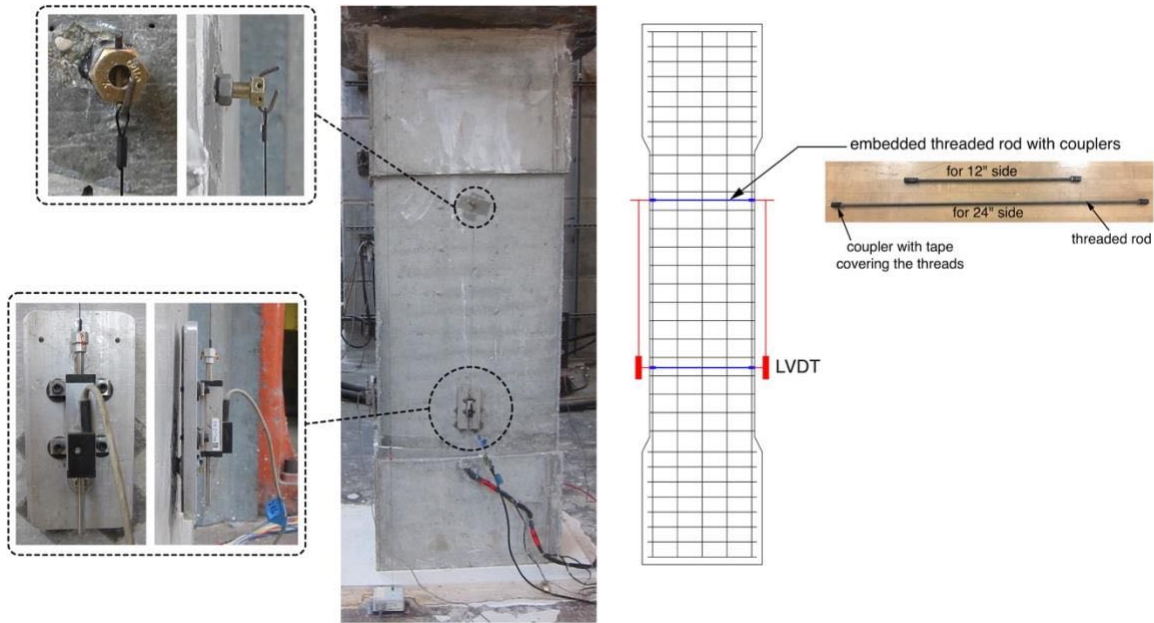 embedded threaded rod with couplers
for 12" side
for 24" side
coupler with tape
covering the threads
threaded rod
LVDT